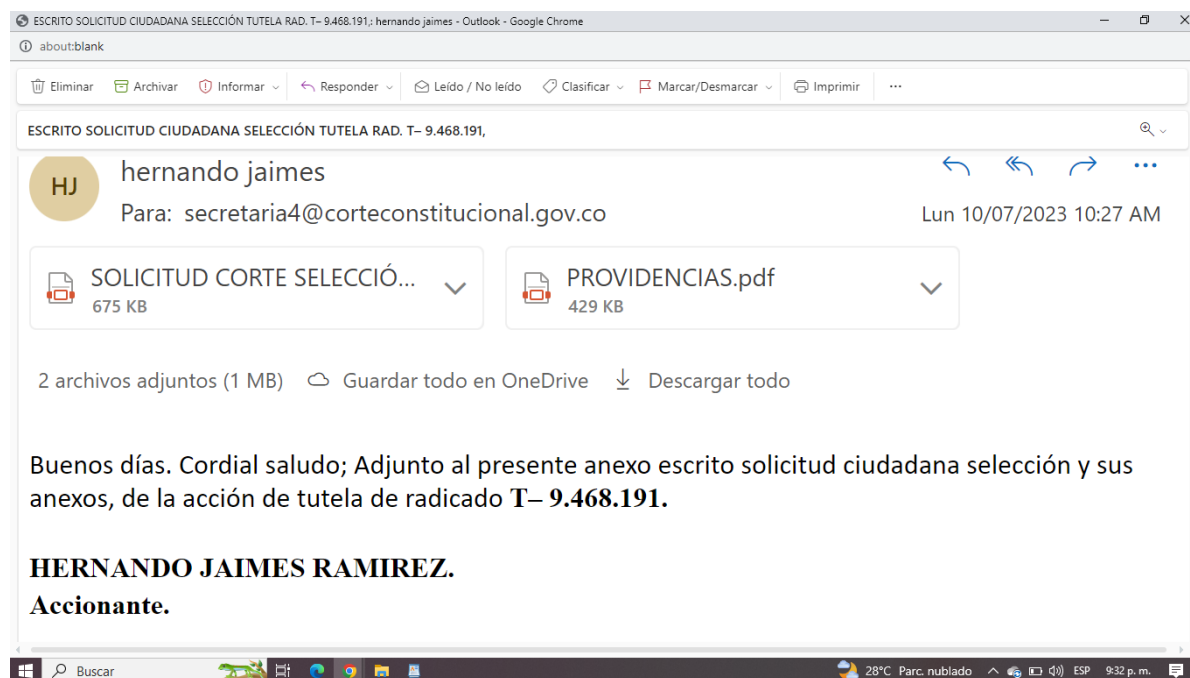 ESCRITO SOLICITUD CIUDADANA SELECCIÓN TUTELA RAD. T– 9.468.191,: hernando jaimes - Outlook - Google Chrome
about:blank
Eliminar Archivar Informar Responder Leído / No leído Clasificar Marcar/Desmarcar Imprimir ...
ESCRITO SOLICITUD CIUDADANA SELECCIÓN TUTELA RAD. T– 9.468.191,
HJ hernando jaimes
Para: secretaria4@corteconstitucional.gov.co Lun 10/07/2023 10:27 AM
SOLICITUD CORTE SELECCIÓ... PROVIDENCIAS.pdf
675 KB 429 KB
2 archivos adjuntos (1 MB) Guardar todo en OneDrive Descargar todo
Buenos días. Cordial saludo; Adjunto al presente anexo escrito solicitud ciudadana selección y sus
anexos, de la acción de tutela de radicado T– 9.468.191.
HERNANDO JAIMES RAMIREZ.
Accionante.
Buscar 28°C Parc. nublado ESP 9:32 p. m.